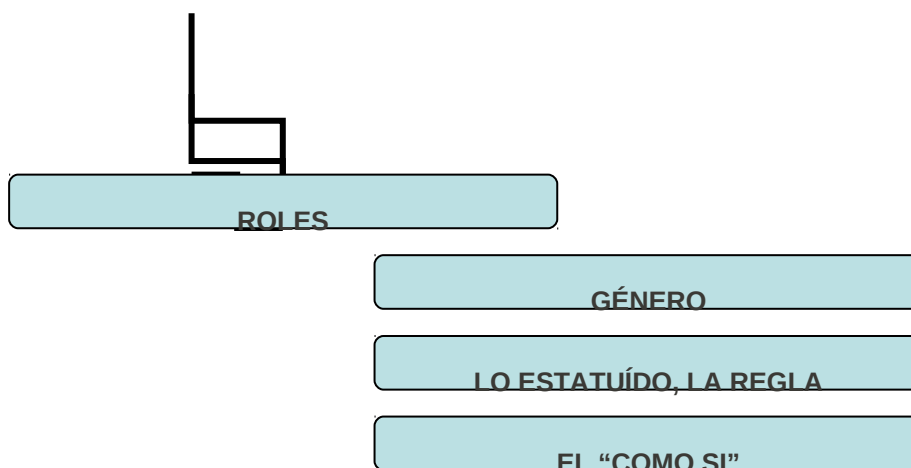 ROLES
GÉNERO
LO ESTATUÍDO, LA REGLA
EL “COMO SI”